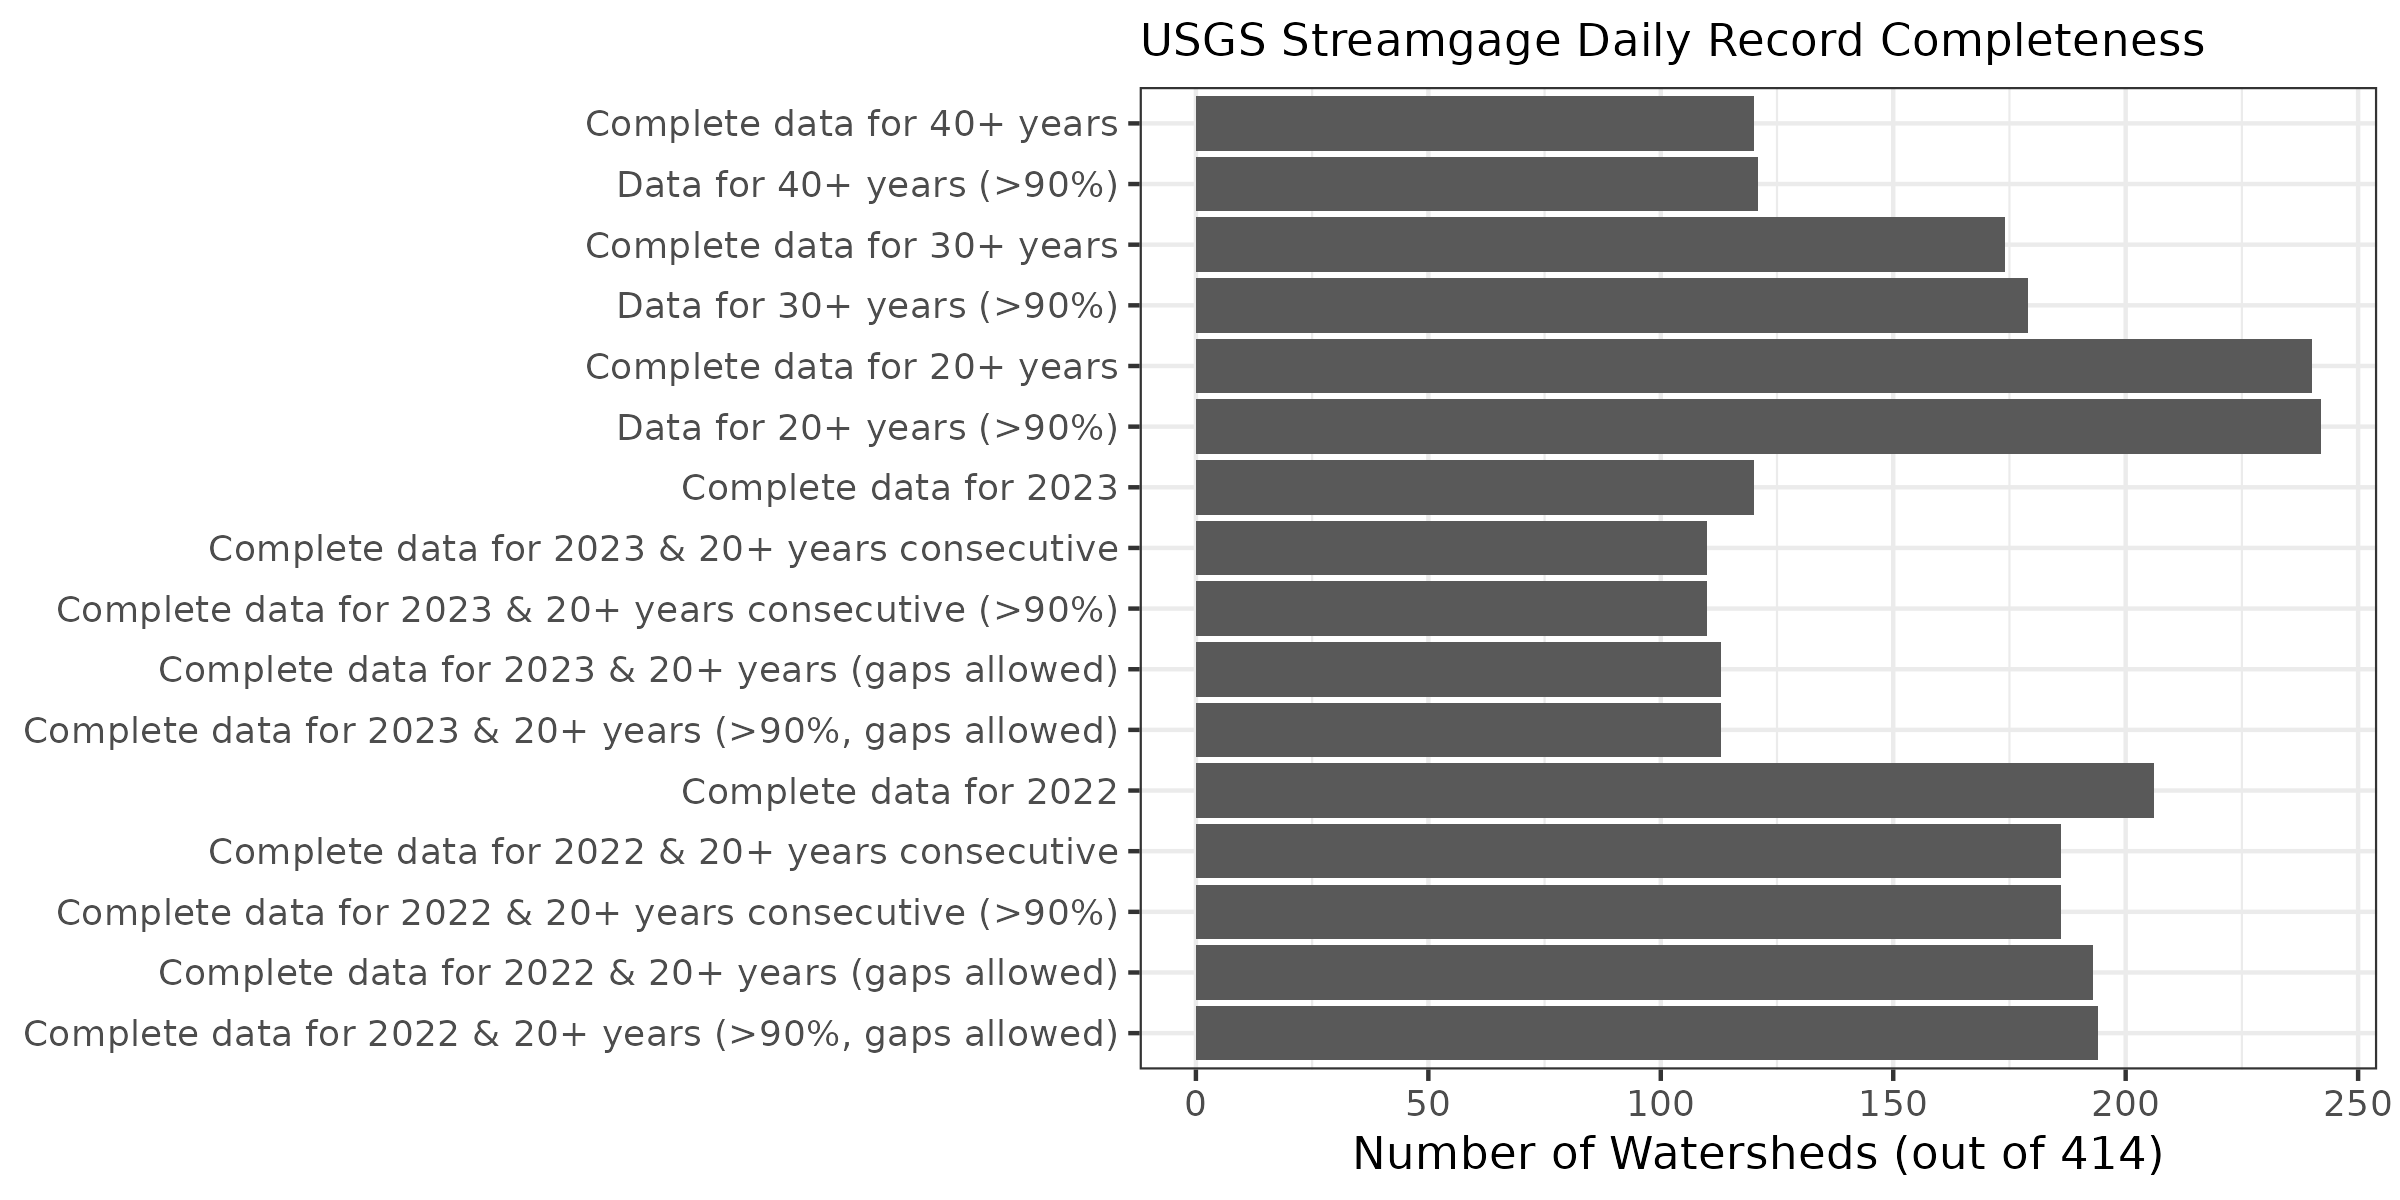 USGS Streamgage Daily Record Completeness
Complete data for 40+ years
Data for 40+ years (>90%)
Complete data for 30+ years
Data for 30+ years (>90%)
Complete data for 20+ years
Data for 20+ years (>90%)
Complete data for 2023
Complete data for 2023 & 20+ years consecutive
Complete data for 2023 & 20+ years consecutive (>90%)
Complete data for 2023 & 20+ years (gaps allowed)
Complete data for 2023 & 20+ years (>90%, gaps allowed)
Complete data for 2022
Complete data for 2022 & 20+ years consecutive
Complete data for 2022 & 20+ years consecutive (>90%)
Complete data for 2022 & 20+ years (gaps allowed)
Complete data for 2022 & 20+ years (>90%, gaps allowed)
0 50 100 150 200 250
Number of Watersheds (out of 414)